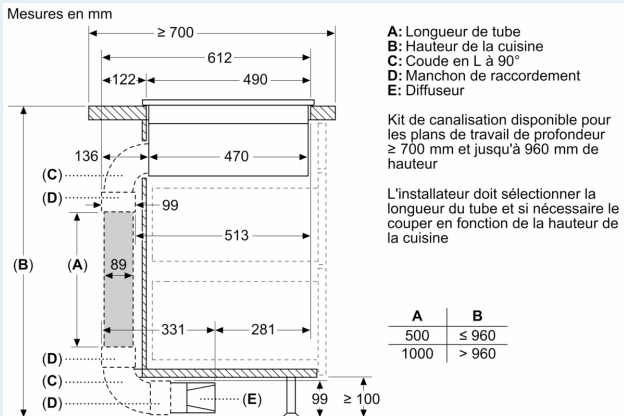 Mesures en mm
≥ 700
612
122 490
136 470
(C)
(D)
99
513
(B) (A) 89
331 281
(D)
(C)
(D)
(E)
99 ≥ 100
A: Longueur de tube
B: Hauteur de la cuisine
C: Coude en L à 90°
D: Manchon de raccordement
E: Diffuseur
Kit de canalisation disponible pour
les plans de travail de profondeur
≥ 700 mm et jusqu'à 960 mm de
hauteur
L'installateur doit sélectionner la
longueur du tube et si nécessaire le
couper en fonction de la hauteur de
la cuisine
A B
500 ≤ 960
1000 > 960